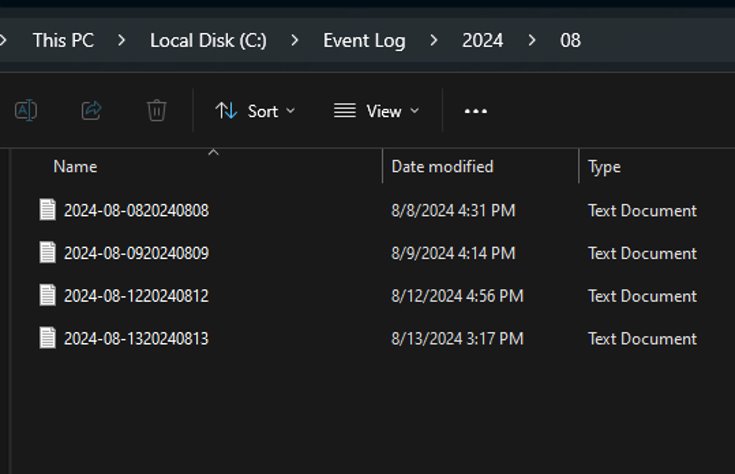 This PC > Local Disk (C:) > Event Log > 2024 > 08
Sort View ...
Name Date modified Type
2024-08-0820240808 8/8/2024 4:31 PM Text Document
2024-08-0920240809 8/9/2024 4:14 PM Text Document
2024-08-1220240812 8/12/2024 4:56 PM Text Document
2024-08-1320240813 8/13/2024 3:17 PM Text Document